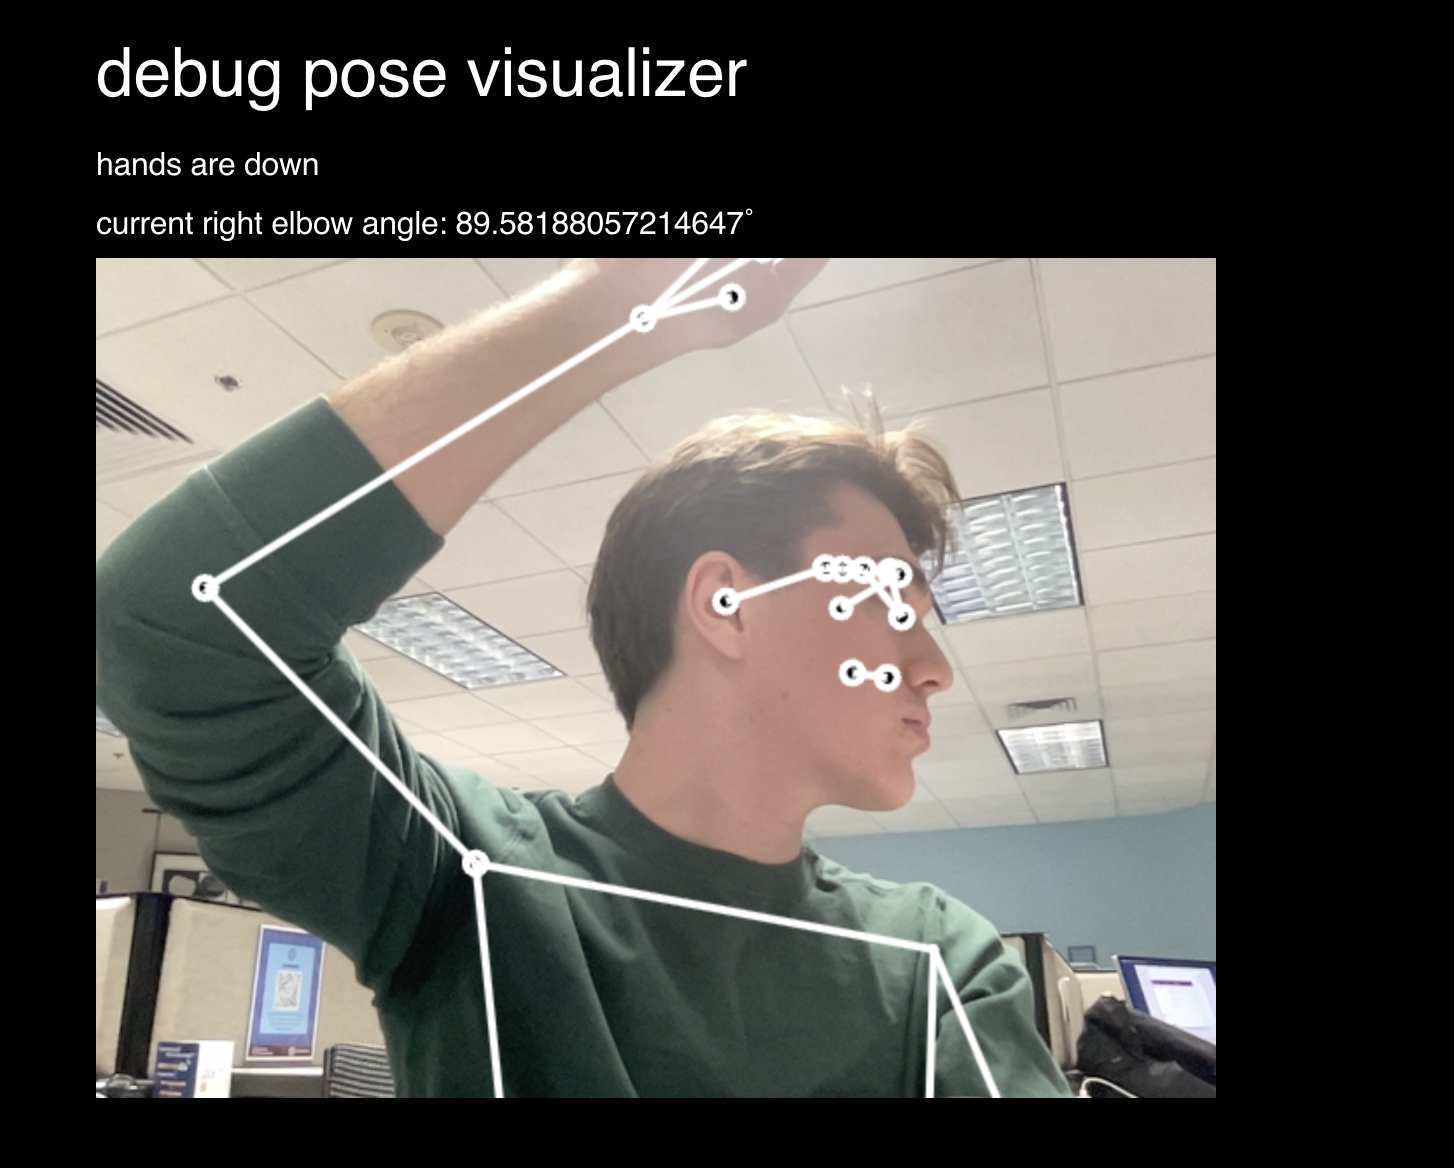 debug pose visualizer
hands are down
current right elbow angle: 89.58188057214647°